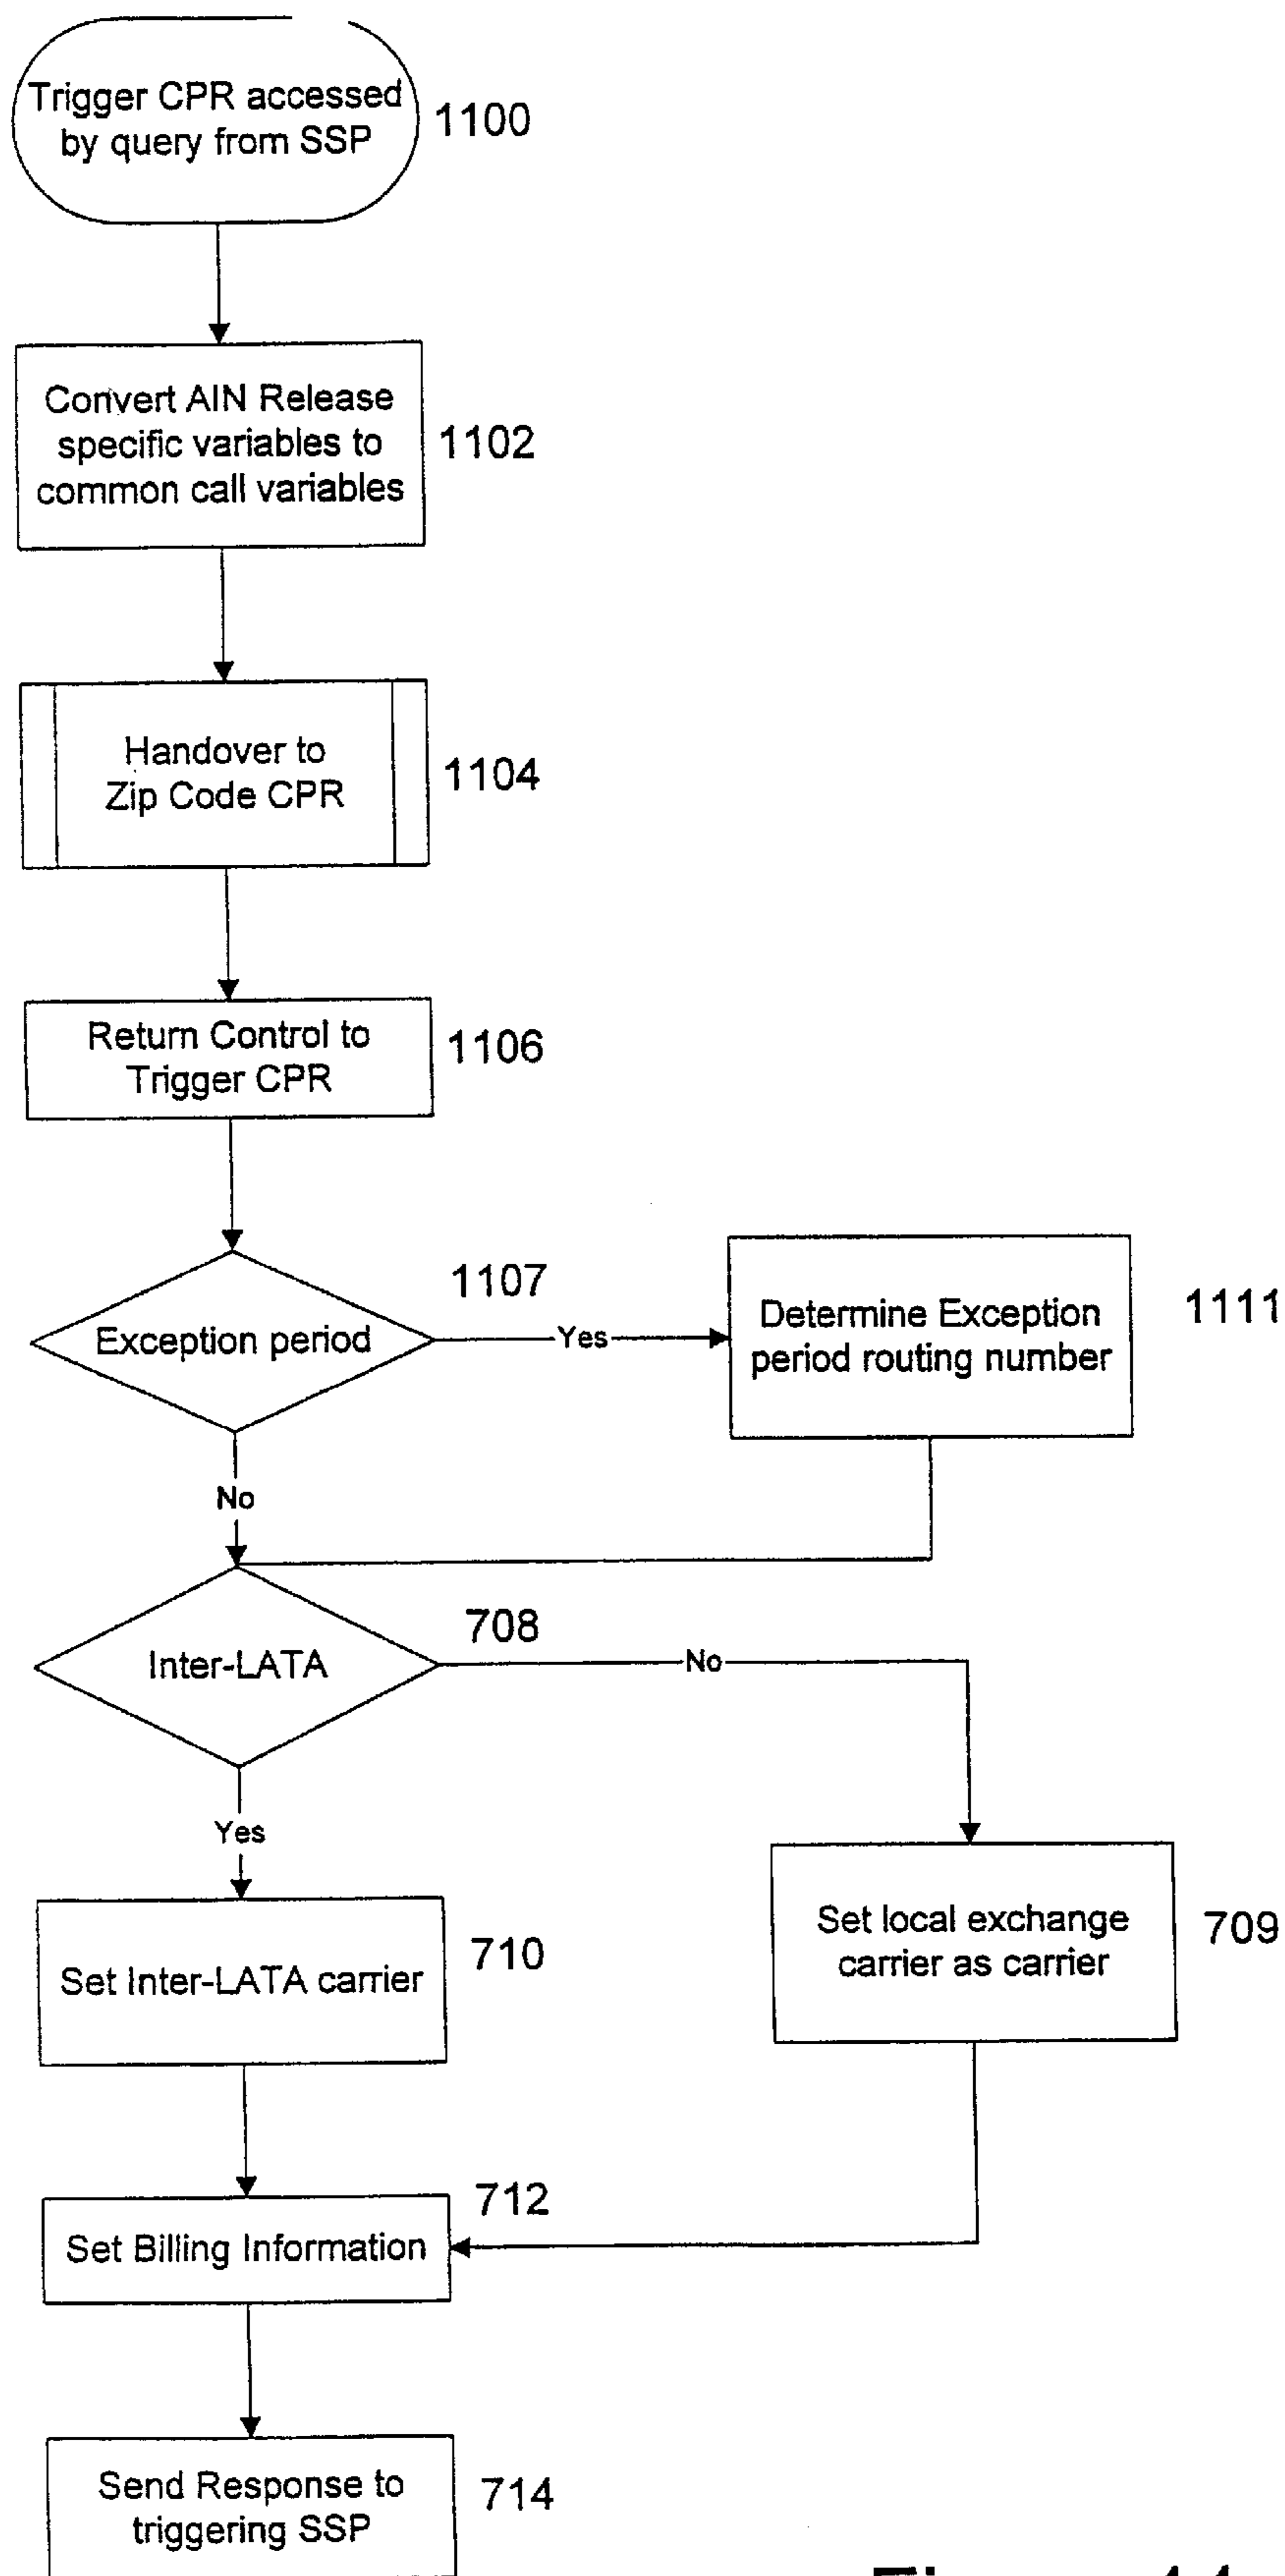 Trigger CPR accessed
by query from SSP
1100
Convert AIN Release
specific variables to
common call variables
1102
Handover to
Zip Code CPR
1104
Return Control to
Trigger CPR
1106
Exception period
1107
Yes
Determine Exception
period routing number
1111
No
Inter-LATA
708
No
Yes
Set Inter-LATA carrier
710
Set local exchange
carrier as carrier
709
Set Billing Information
712
Send Response to
triggering SSP
714